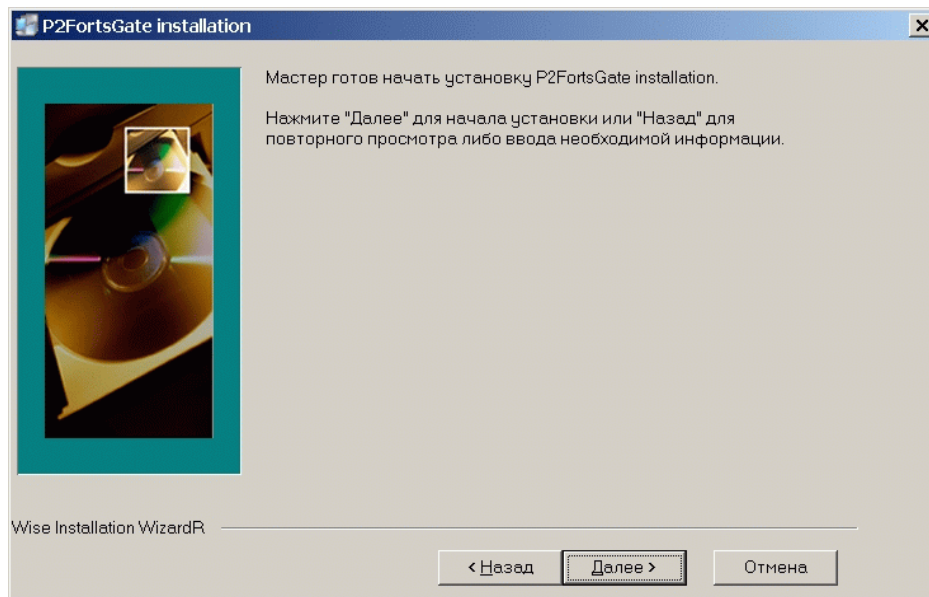 P2FortsGate installation
Мастер готов начать установку P2FortsGate installation.
Нажмите "Далее" для начала установки или "Назад" для
повторного просмотра либо ввода необходимой информации.
Wise Installation WizardR
< Назад
Далее >
Отмена